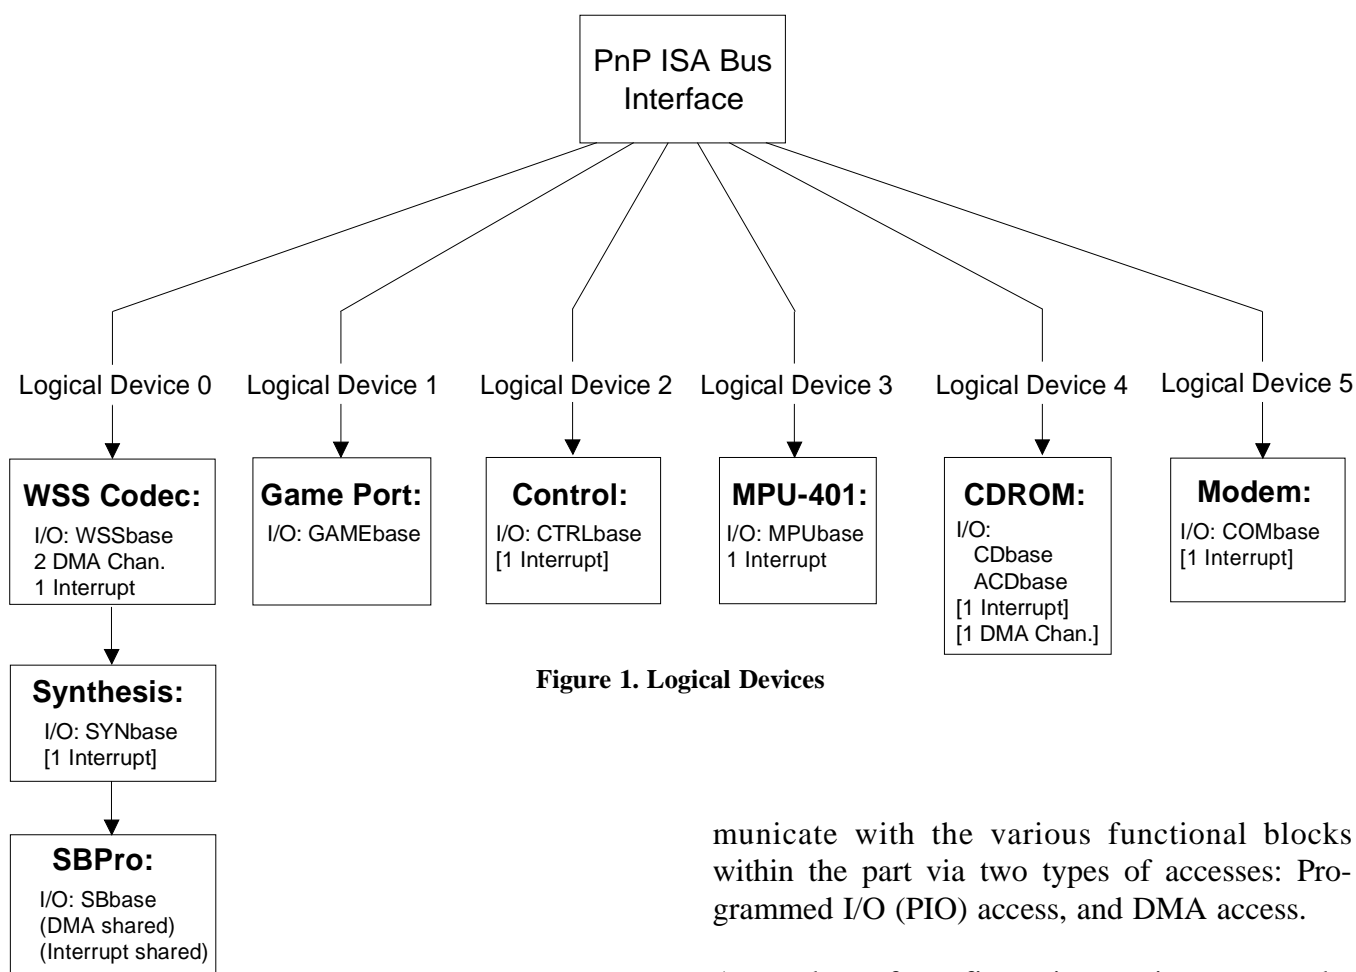 PnP ISA Bus
Interface
Logical Device 0
Logical Device 1
Logical Device 2
Logical Device 3
Logical Device 4
Logical Device 5
WSS Codec:
I/O: WSSbase
2 DMA Chan.
1 Interrupt
Game Port:
I/O: GAMEbase
Control:
I/O: CTRLbase
[1 Interrupt]
MPU-401:
I/O: MPUbase
1 Interrupt
CDROM:
I/O:
CDbase
ACDbase
[1 Interrupt]
[1 DMA Chan.]
Modem:
I/O: COMbase
[1 Interrupt]
Synthesis:
I/O: SYNbase
[1 Interrupt]
SBPro:
I/O: SBbase
(DMA shared)
(Interrupt shared)
Figure 1. Logical Devices
municate with the various functional blocks
within the part via two types of accesses: Pro-
grammed I/O (PIO) access, and DMA access.